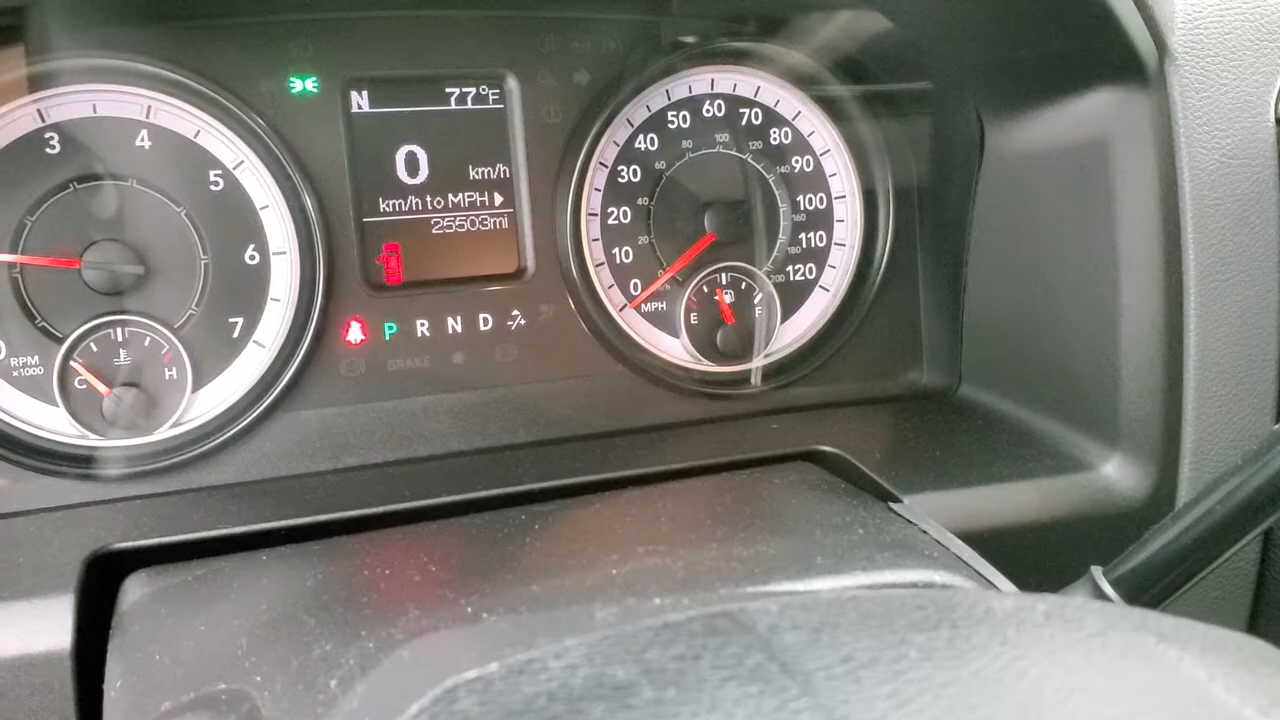 N 77°F
0 km/h
km/h to MPH
25503mi
P R N D +/-
3 4 5 6 7
RPM
x1000
C H
0 10 20 30 40 50 60 70 80 90 100 110 120
MPH
20 40 60 80 100 120 140 160 180 200
E F
BRAKE